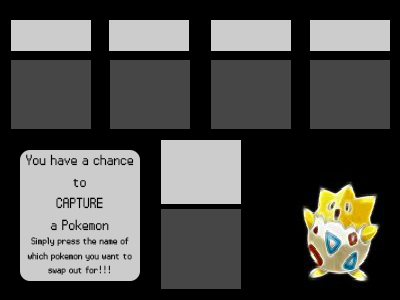 You have a chance
to
CAPTURE
a Pokemon
Simply press the name of
which pokemon you want to
swap out for!!!